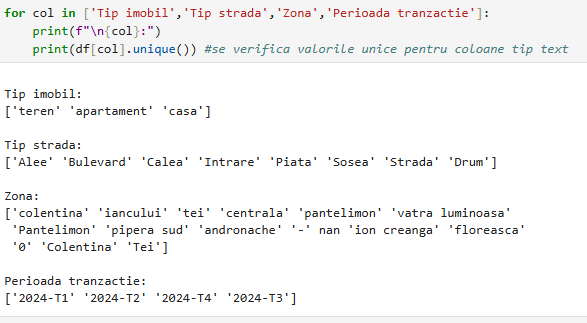 for col in ['Tip imobil','Tip strada','Zona','Perioada tranzactie']:
    print(f"\n{col}:")
    print(df[col].unique()) #se verifica valorile unice pentru coloane tip text
Tip imobil:
['teren' 'apartament' 'casa']
Tip strada:
['Alee' 'Bulevard' 'Calea' 'Intrare' 'Piata' 'Sosea' 'Strada' 'Drum']
Zona:
['colentina' 'iancului' 'tei' 'centrala' 'pantelimon' 'vatra luminoasa'
 'Pantelimon' 'pipera sud' 'andronache' '-' nan 'ion creanga' 'floreasca'
 '0' 'Colentina' 'Tei']
Perioada tranzactie:
['2024-T1' '2024-T2' '2024-T4' '2024-T3']